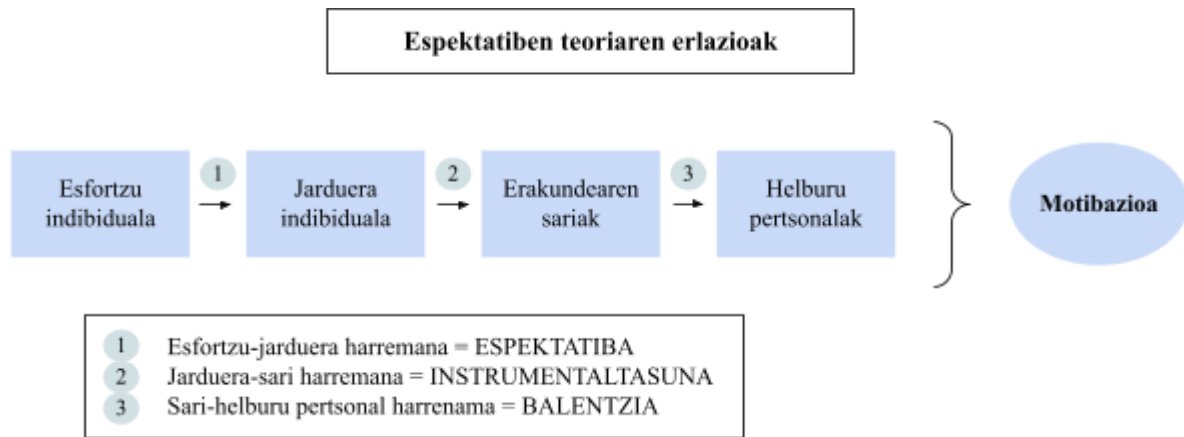 Espektatiben teoriaren erlazioak
1
2
3
Esfortzu
indibiduala
Jarduera
indibiduala
Erakundearen
sariak
Helburu
pertsonalak
Motibazioa
1 Esfortzu-jarduera harremana = ESPEKTATIBA
2 Jarduera-sari harremana = INSTRUMENTALTASUNA
3 Sari-helburu pertsonal harrenama = BALENTZIA